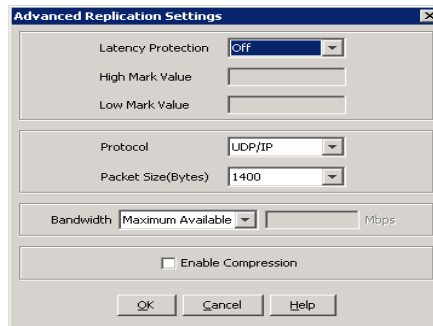 Advanced Replication Settings
Latency Protection Off
High Mark Value
Low Mark Value
Protocol UDP/IP
Packet Size(Bytes) 1400
Bandwidth Maximum Available Mbps
Enable Compression
OK Cancel Help